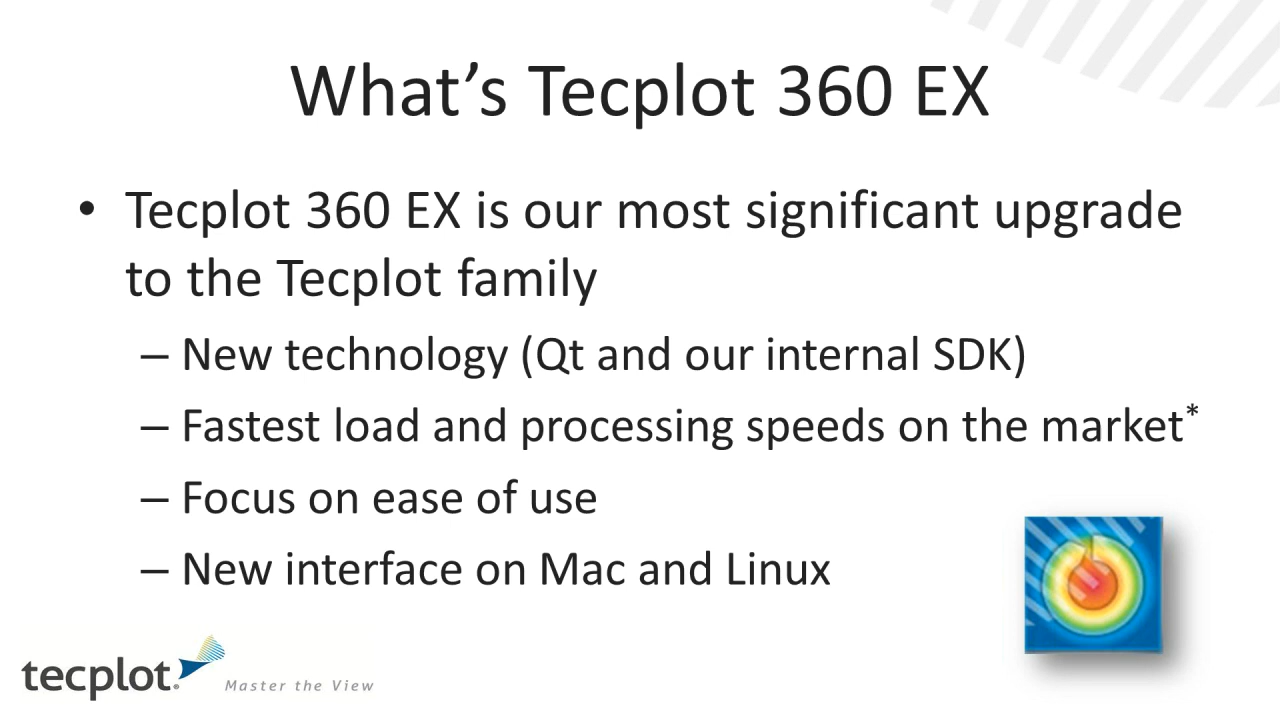 What’s Tecplot 360 EX
• Tecplot 360 EX is our most significant upgrade
to the Tecplot family
– New technology (Qt and our internal SDK)
– Fastest load and processing speeds on the market*
– Focus on ease of use
– New interface on Mac and Linux
tecplot® Master the View